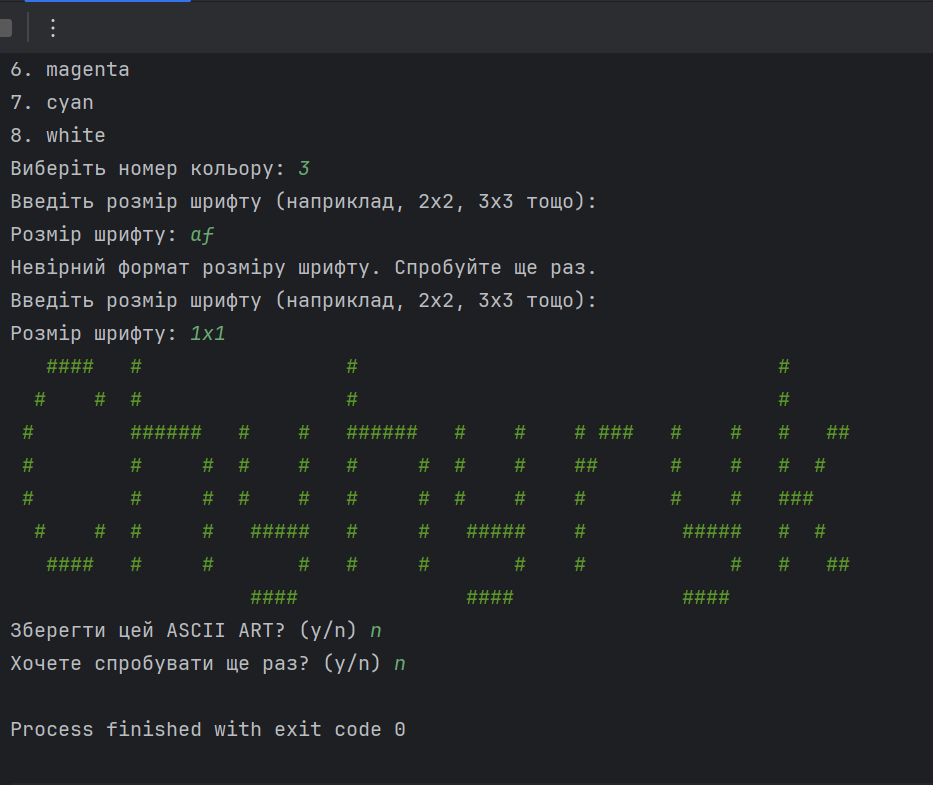 6. magenta
7. cyan
8. white
Виберіть номер кольору: 3
Введіть розмір шрифту (наприклад, 2x2, 3x3 тощо):
Розмір шрифту: af
Невірний формат розміру шрифту. Спробуйте ще раз.
Введіть розмір шрифту (наприклад, 2x2, 3x3 тощо):
Розмір шрифту: 1x1
   ####   #                 #                                   #
  #    #  #                 #                                   #
 #        ######   #    #   ######   #    #    # ###   #    #   #   ##
 #        #     #  #    #   #     #  #    #    ##      #    #   #  #
 #        #     #  #    #   #     #  #    #    #       #    #   ###
  #    #  #     #   #####   #     #   #####    #        #####   #  #
   ####   #     #       #   #     #       #    #            #   #   ##
                    ####              ####              ####
Зберегти цей ASCII ART? (y/n) n
Хочете спробувати ще раз? (y/n) n
Process finished with exit code 0